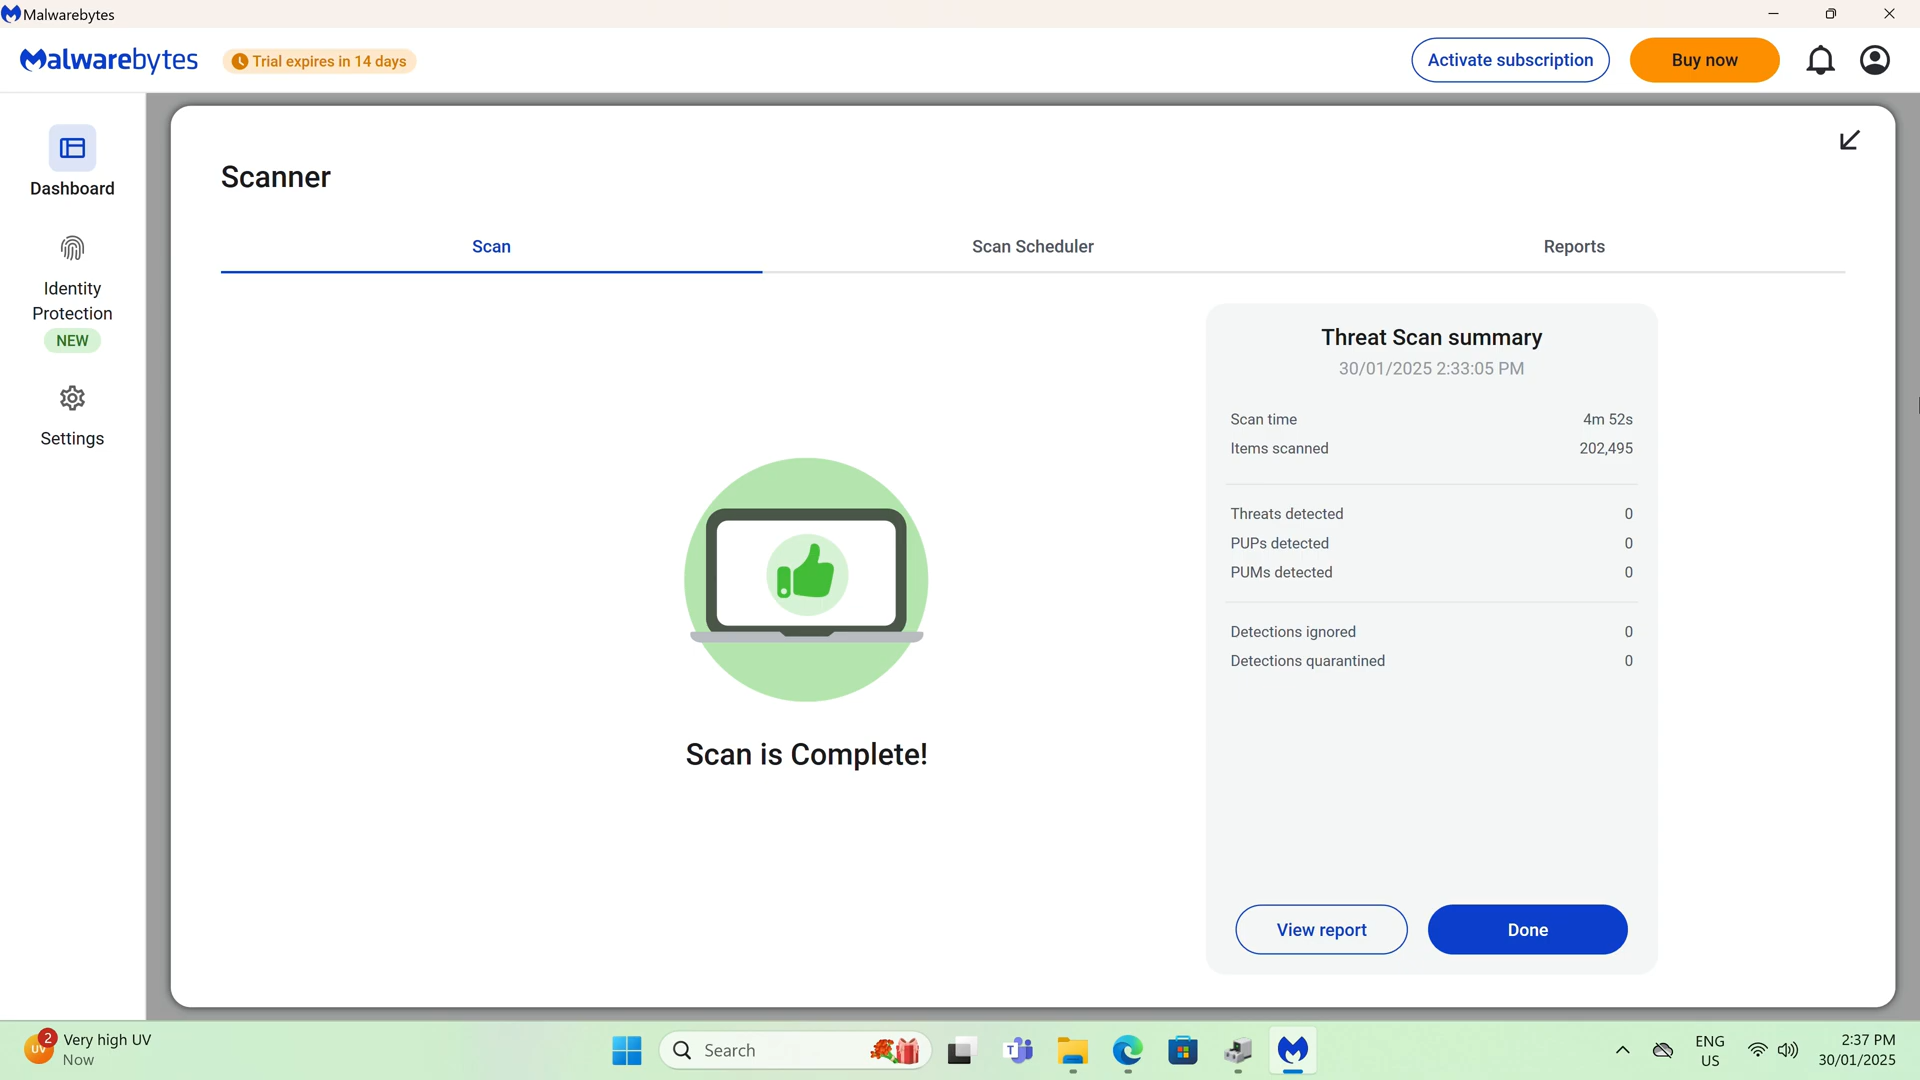 Malwarebytes
Malwarebytes
Trial expires in 14 days
Activate subscription
Buy now
Dashboard
Identity
Protection
NEW
Settings
Scanner
Scan
Scan Scheduler
Reports
Scan is Complete!
Threat Scan summary
30/01/2025 2:33:05 PM
Scan time 4m 52s
Items scanned 202,495
Threats detected 0
PUPs detected 0
PUMs detected 0
Detections ignored 0
Detections quarantined 0
View report
Done
UV
2
Very high UV
Now
Search
T
ENG
US
2:37 PM
30/01/2025